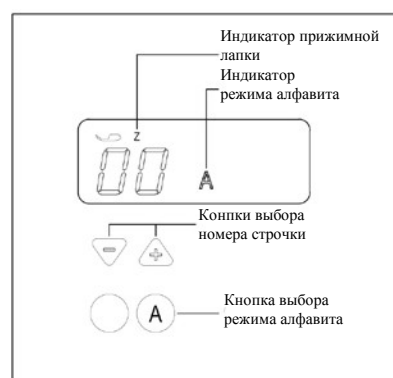 Индикатор прижимной
лапки
Индикатор
режима алфавита
Z
00
A
Конпки выбора
номера строчки
− +
A
Кнопка выбора
режима алфавита